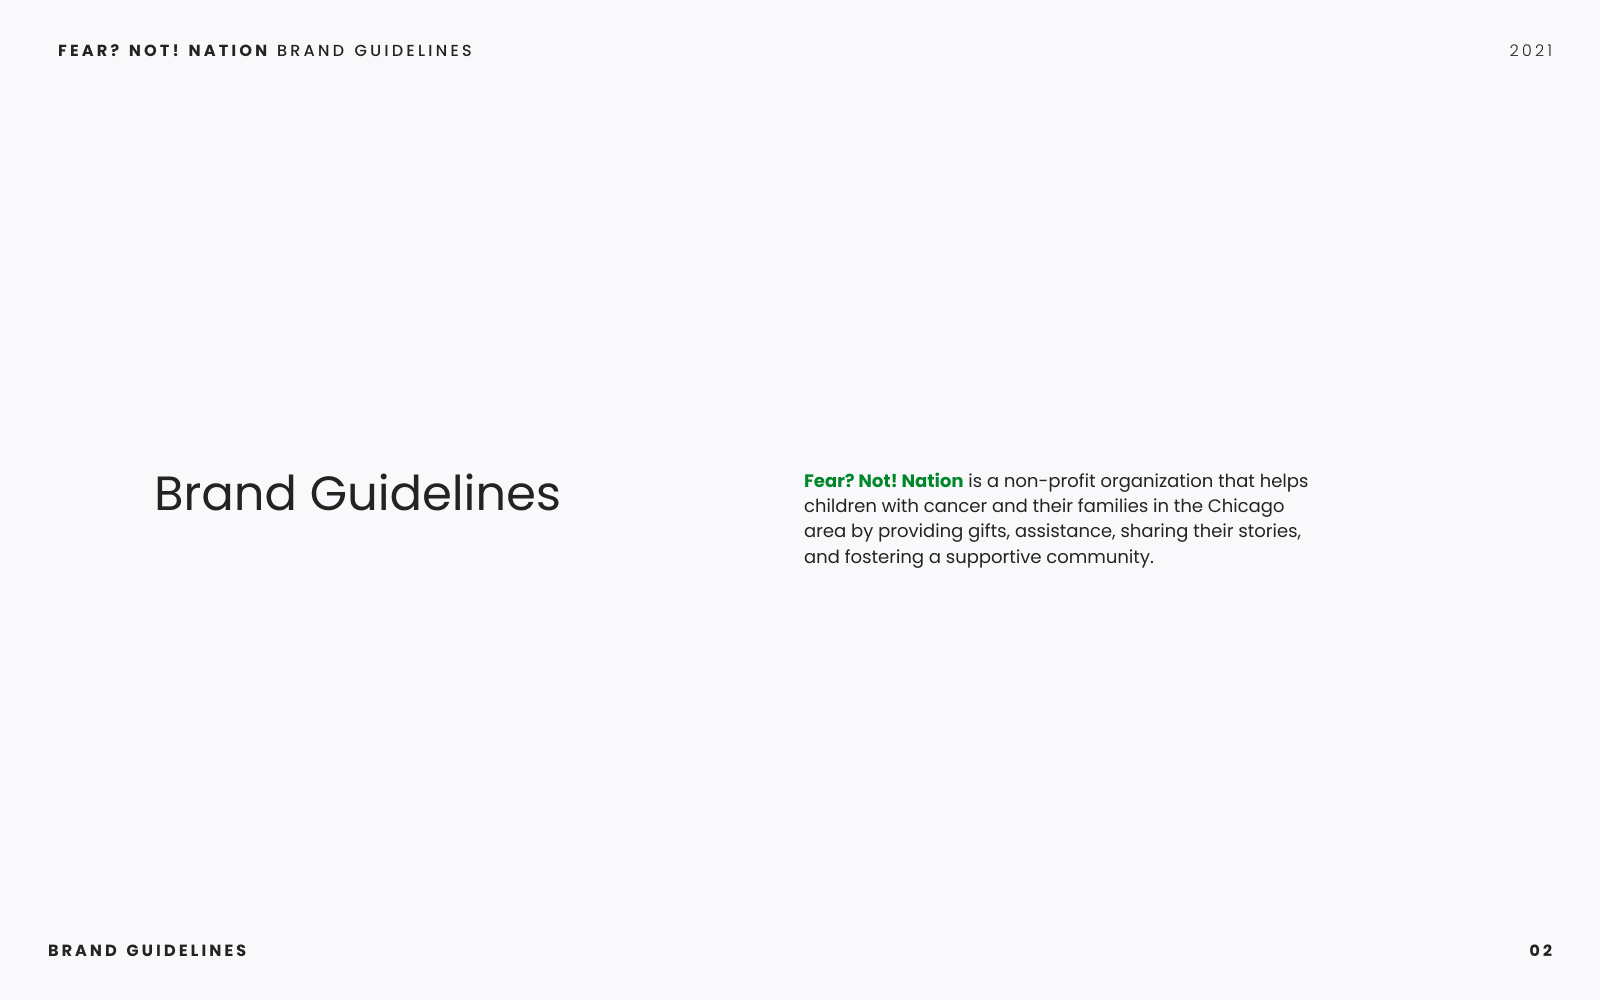 FEAR? NOT! NATION BRAND GUIDELINES
2021
Brand Guidelines
Fear? Not! Nation is a non-profit organization that helps
children with cancer and their families in the Chicago
area by providing gifts, assistance, sharing their stories,
and fostering a supportive community.
BRAND GUIDELINES
02